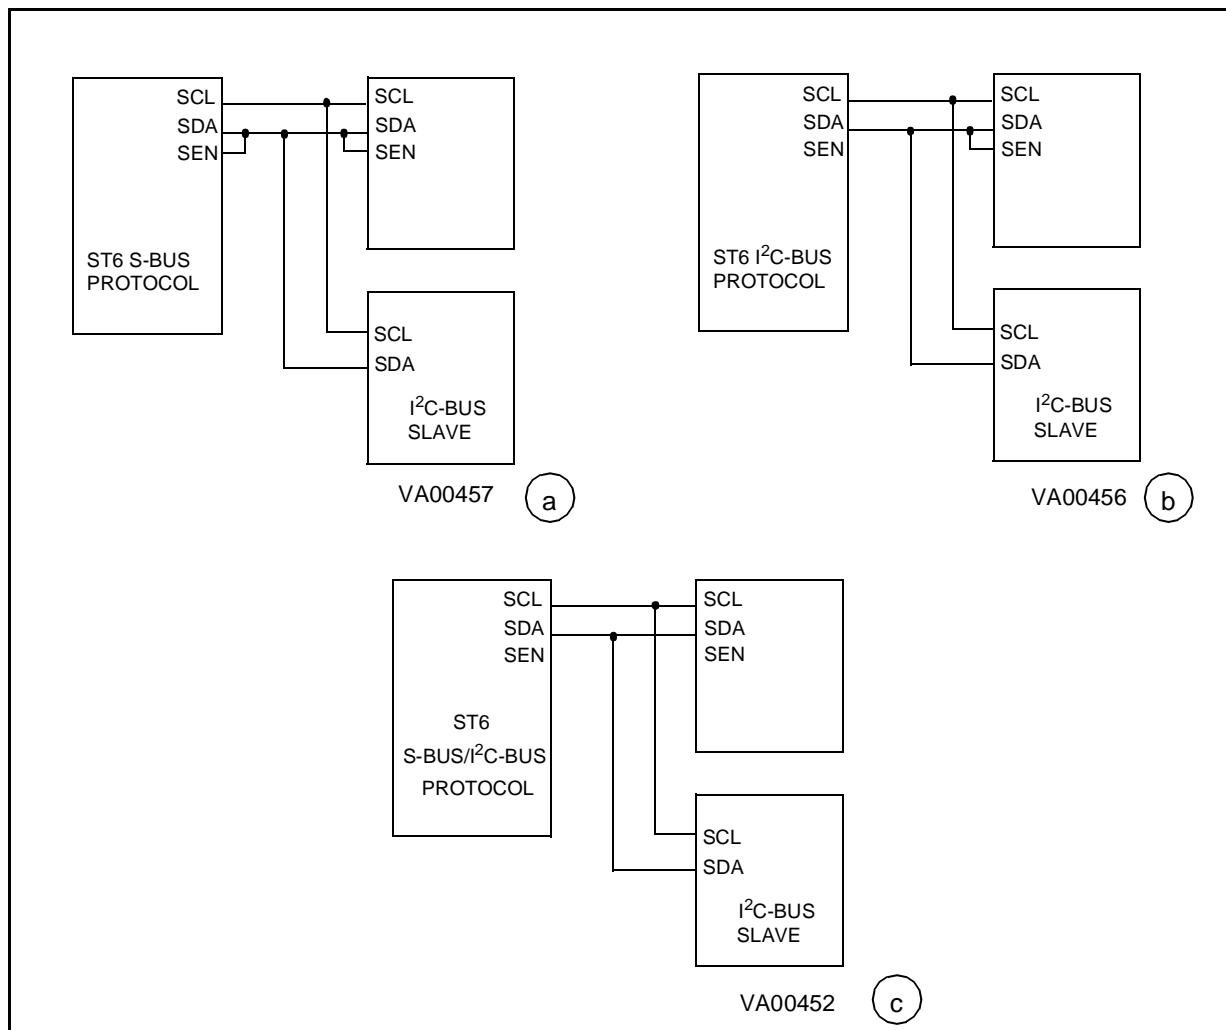 SCL
SDA
SEN
ST6 S-BUS
PROTOCOL
SCL
SDA
SEN
SCL
SDA
I²C-BUS
SLAVE
VA00457
a
SCL
SDA
SEN
ST6 I²C-BUS
PROTOCOL
SCL
SDA
SEN
SCL
SDA
I²C-BUS
SLAVE
VA00456
b
SCL
SDA
SEN
ST6
S-BUS/I²C-BUS
PROTOCOL
SCL
SDA
SEN
SCL
SDA
I²C-BUS
SLAVE
VA00452
c